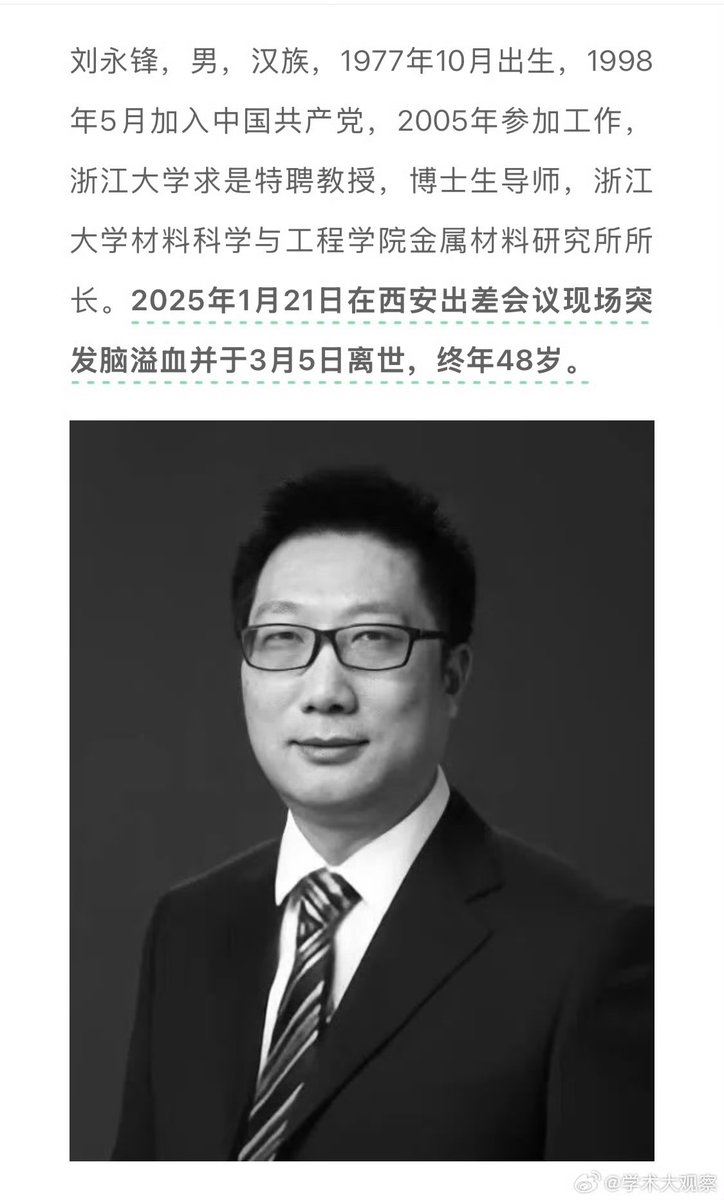 刘永锋，男，汉族，1977年10月出生，1998
年5月加入中国共产党，2005年参加工作，
浙江大学求是特聘教授，博士生导师，浙江
大学材料科学与工程学院金属材料研究所所
长。2025年1月21日在西安出差会议现场突
发脑溢血并于3月5日离世，终年48岁。
@学术大观察